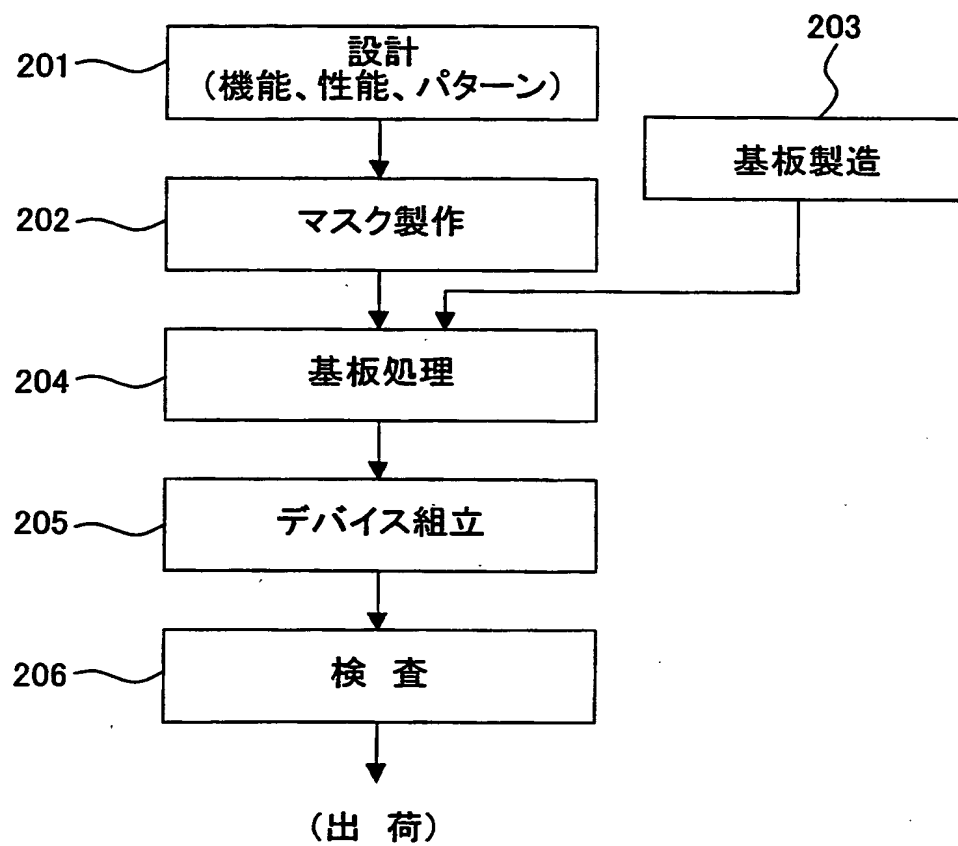 201
設計
(機能、性能、パターン)
203
基板製造
202
マスク製作
204
基板処理
205
デバイス組立
206
検 査
(出 荷)